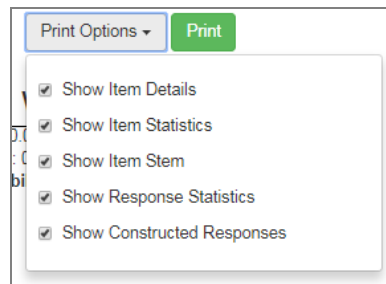 Print Options Print
Show Item Details
Show Item Statistics
Show Item Stem
Show Response Statistics
Show Constructed Responses